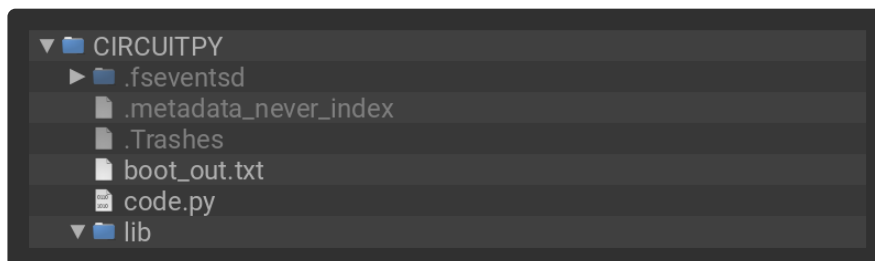 CIRCUITPY
.fseventsd
.metadata_never_index
.Trashes
boot_out.txt
code.py
lib